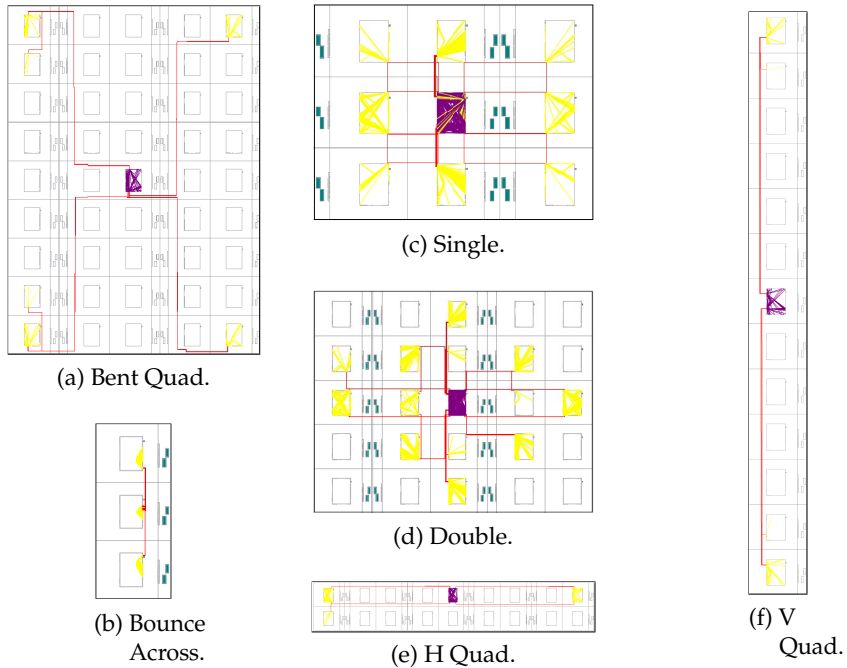 (a) Bent Quad.
(b) Bounce
Across.
(c) Single.
(d) Double.
(e) H Quad.
(f) V
Quad.